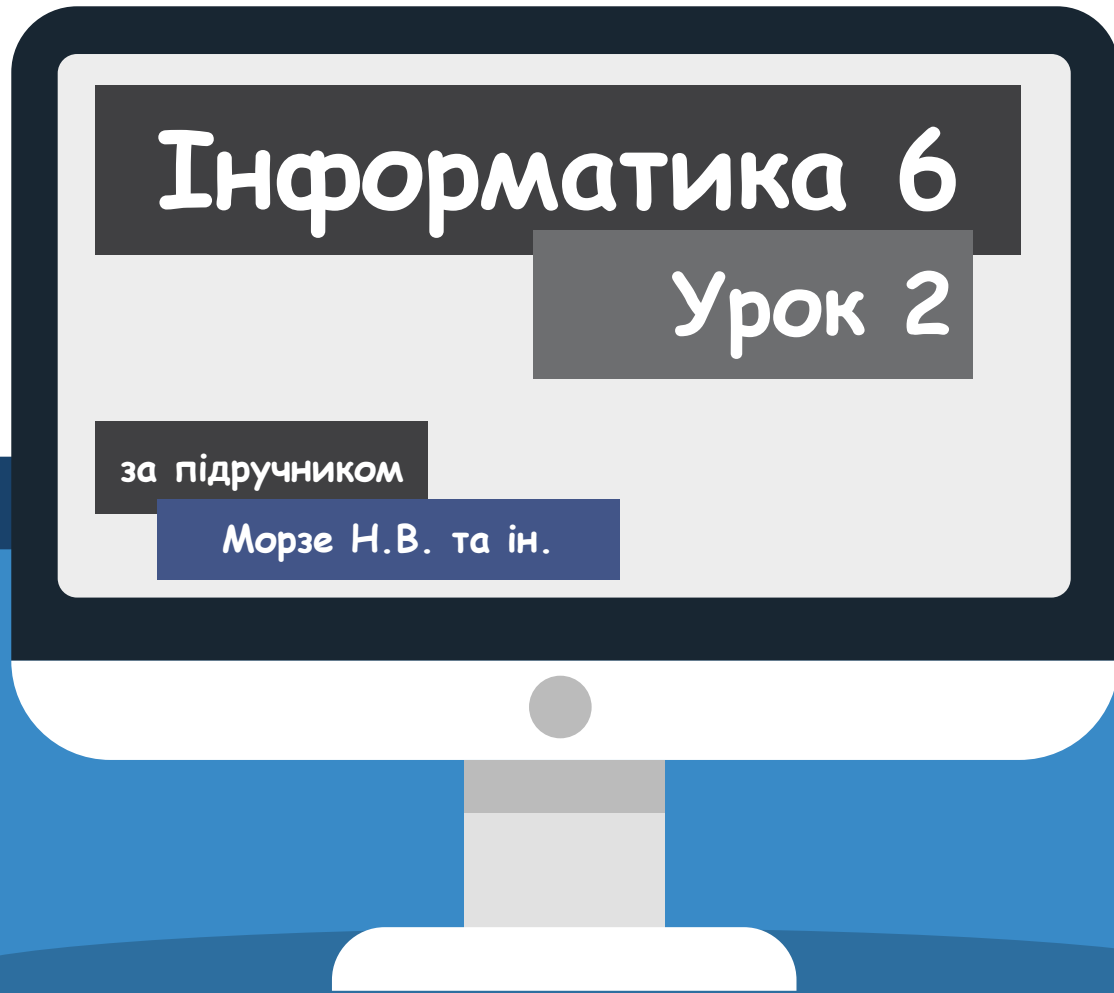 Інформатика 6
Урок 2
за підручником
Морзе Н.В. та ін.